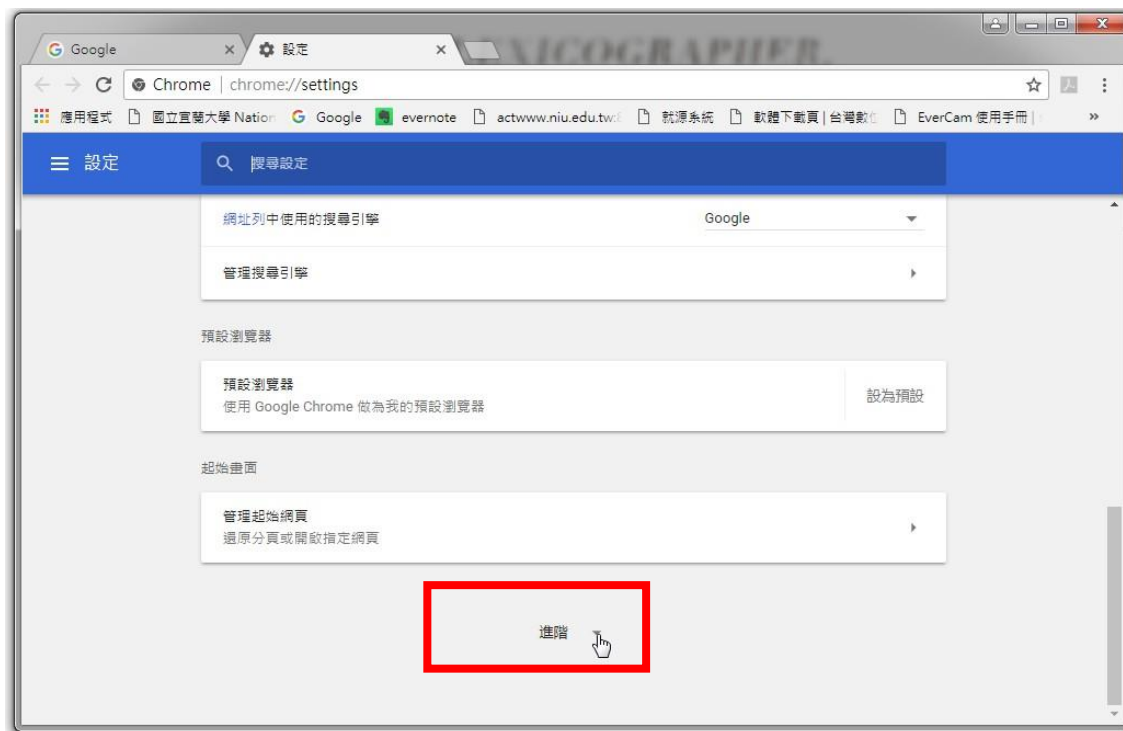 LEXICOGRAPHER.
Google
設定
Chrome | chrome://settings
應用程式 國立宜蘭大學 Nation Google evernote actwww.niu.edu.tw: 就源系統 軟體下載頁 | 台灣數位 EverCam 使用手冊 |
設定
搜尋設定
網址列中使用的搜尋引擎 Google
管理搜尋引擎
預設瀏覽器
預設瀏覽器
使用 Google Chrome 做為我的預設瀏覽器
設為預設
起始畫面
管理起始網頁
還原分頁或開啟指定網頁
進階